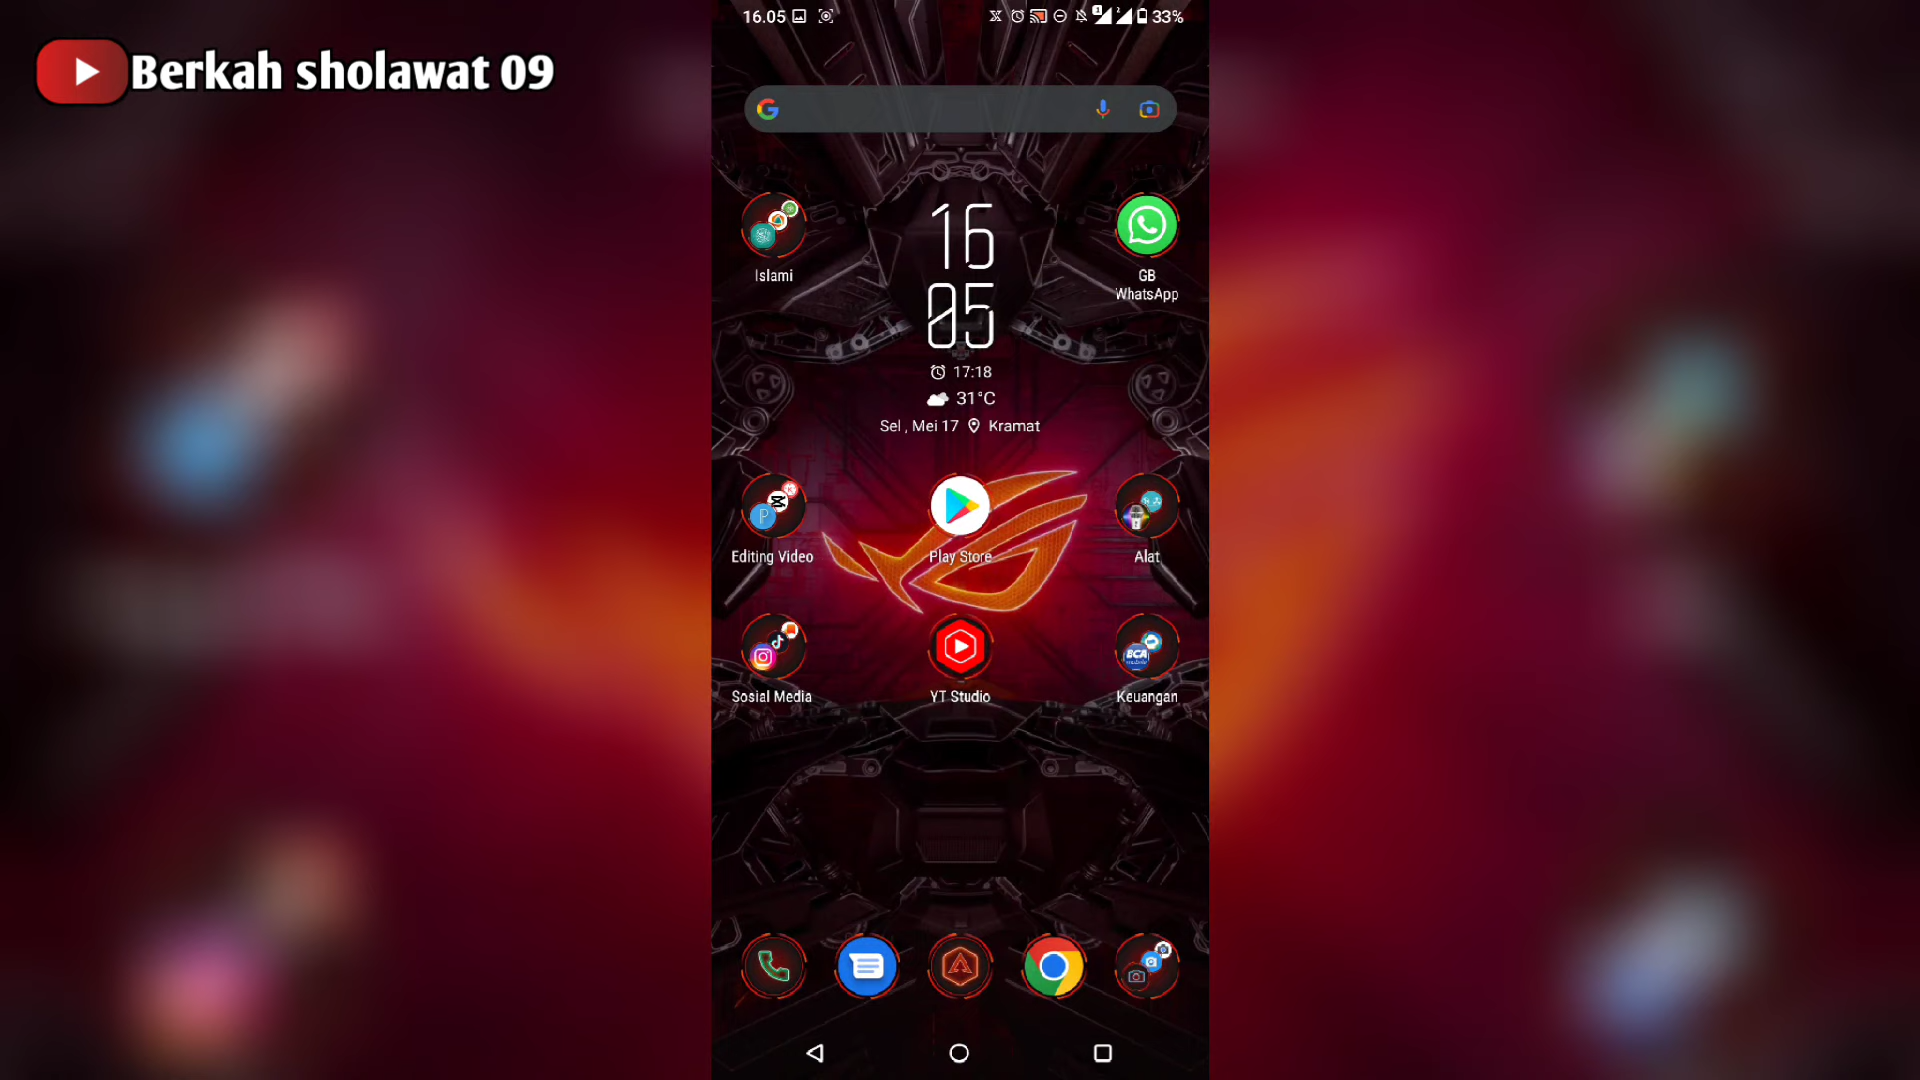 16.05 33%
Berkah sholawat 09
16
05
Islami
GB
WhatsApp
17:18
31°C
Sel , Mei 17 Kramat
Editing Video
Play Store
Alat
BCA
Sosial Media
YT Studio
Keuangan